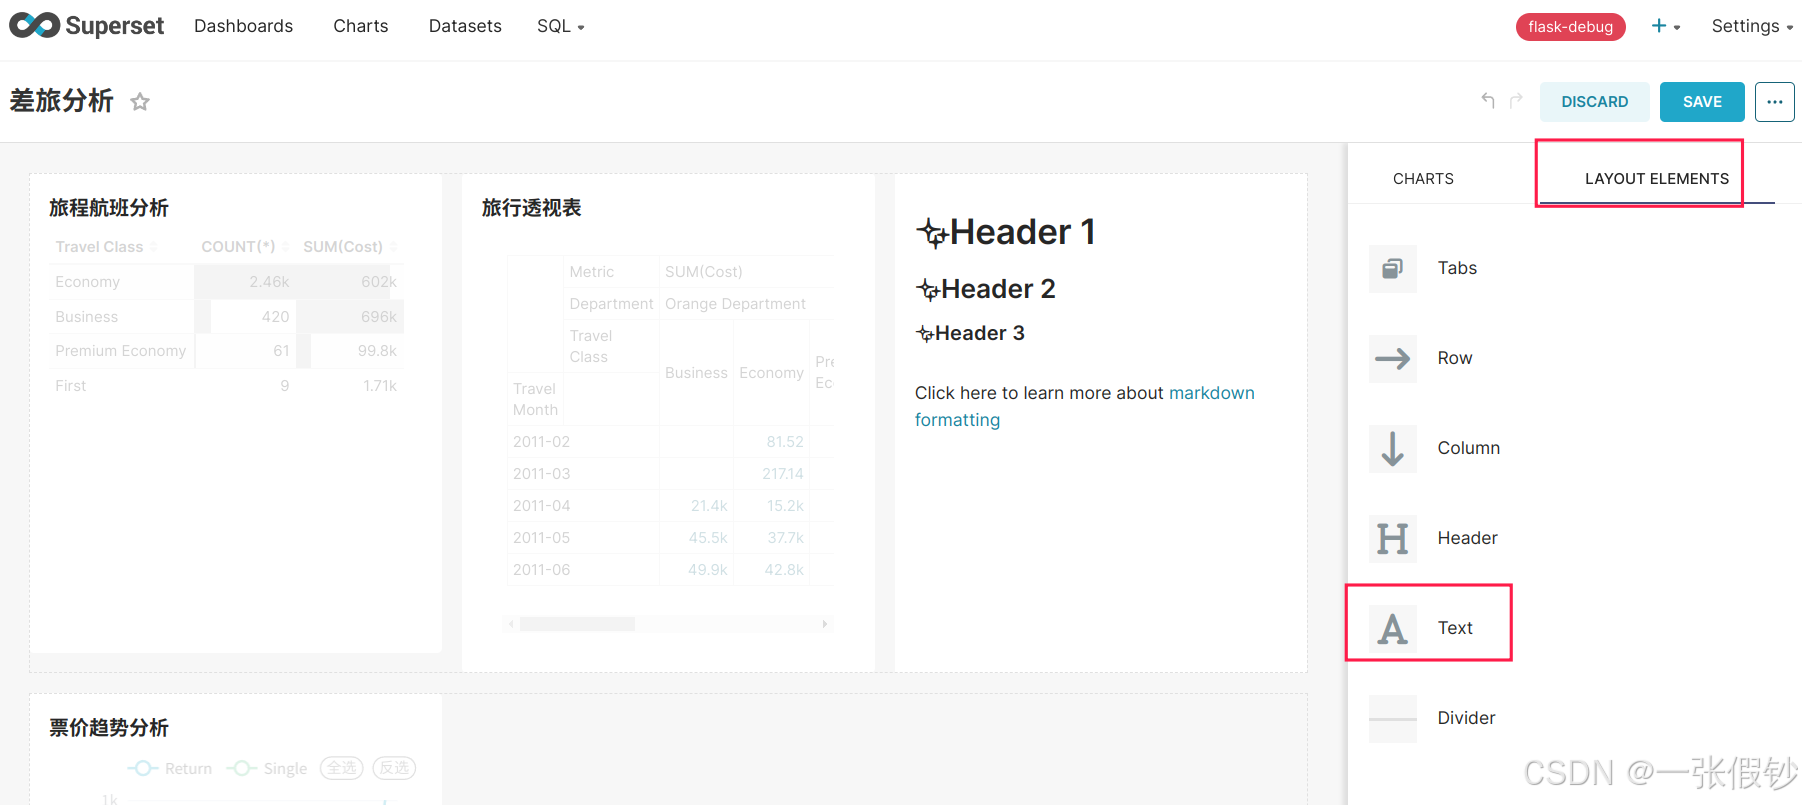 Superset Dashboards Charts Datasets SQL flask-debug + Settings
差旅分析 DISCARD SAVE ...
CHARTS LAYOUT ELEMENTS
旅程航班分析
Travel Class COUNT(*) SUM(Cost)
Economy 2.46k 602k
Business 420 696k
Premium Economy 61 99.8k
First 9 1.71k
旅行透视表
Metric SUM(Cost)
Department Orange Department
Travel
Class
Business Economy Pre
Ec
Travel
Month
2011-02 81.52
2011-03 217.14
2011-04 21.4k 15.2k
2011-05 45.5k 37.7k
2011-06 49.9k 42.8k
Header 1
Header 2
Header 3
Click here to learn more about markdown
formatting
Tabs
Row
Column
Header
Text
Divider
票价趋势分析
Return Single 全选 反选
1k
CSDN @一张假钞